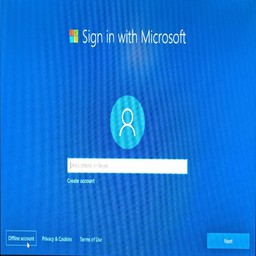 Sign in with Microsoft
Email, phone, or Skype
Create account
Offline account
Privacy & Cookies
Terms of Use
Next